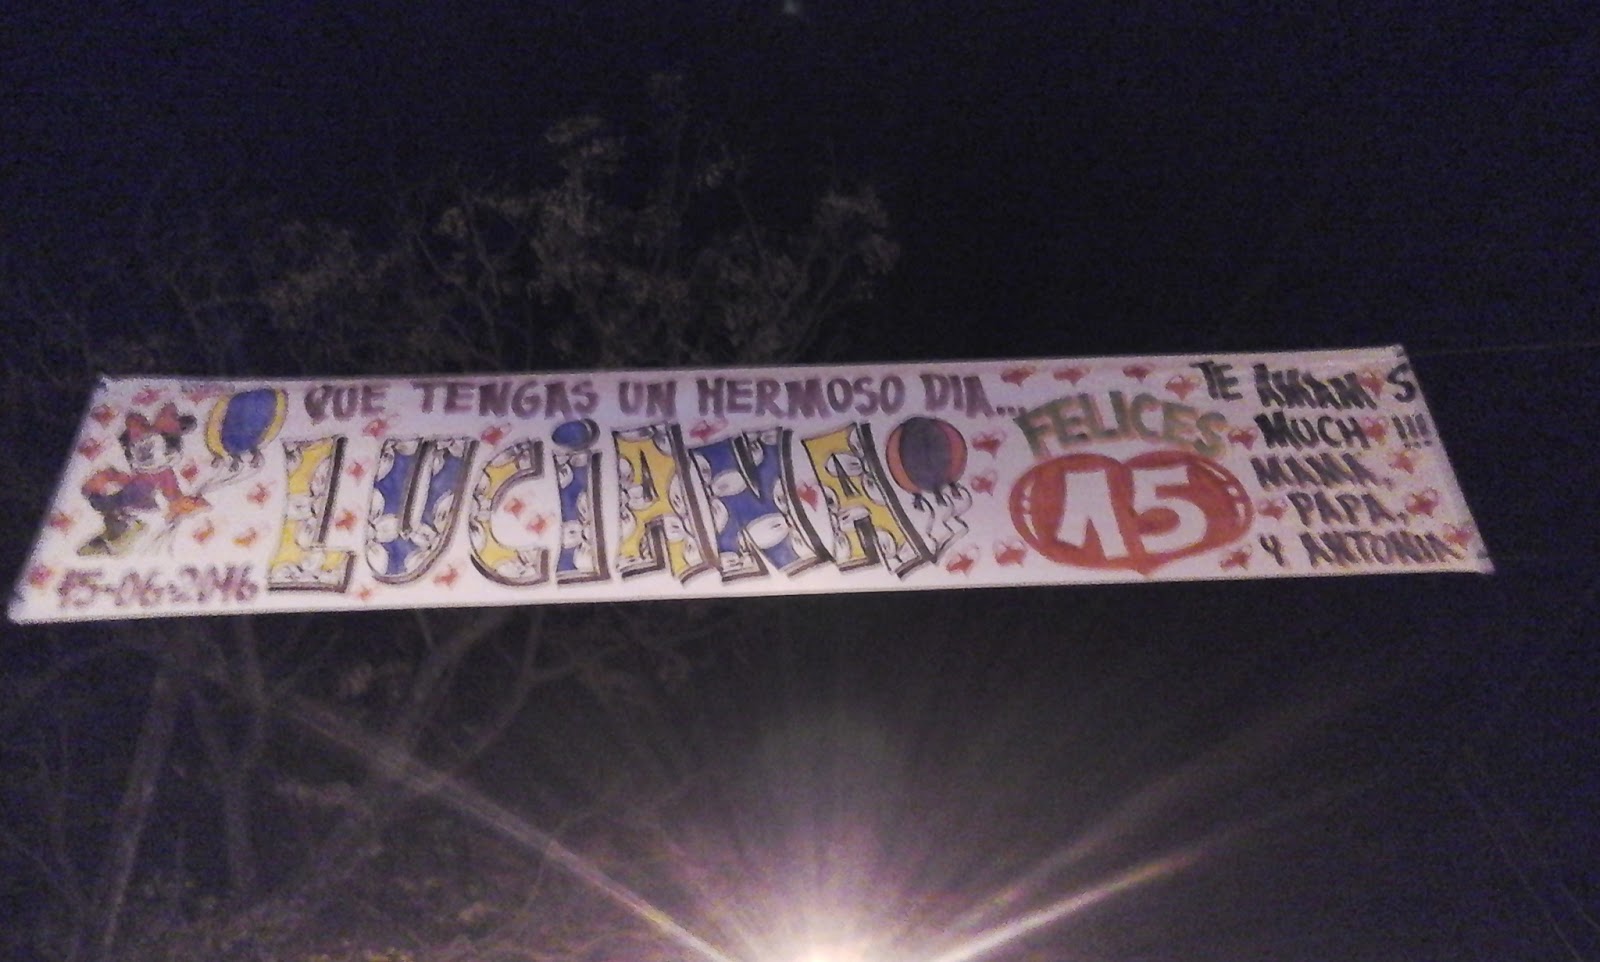 QUE TENGAS UN HERMOSO DIA...
LUCiANA
15-06-2016
FELICES
15
TE AMAMOS
MUCHO !!!
MAMA,
PAPA,
Y ANTONIA